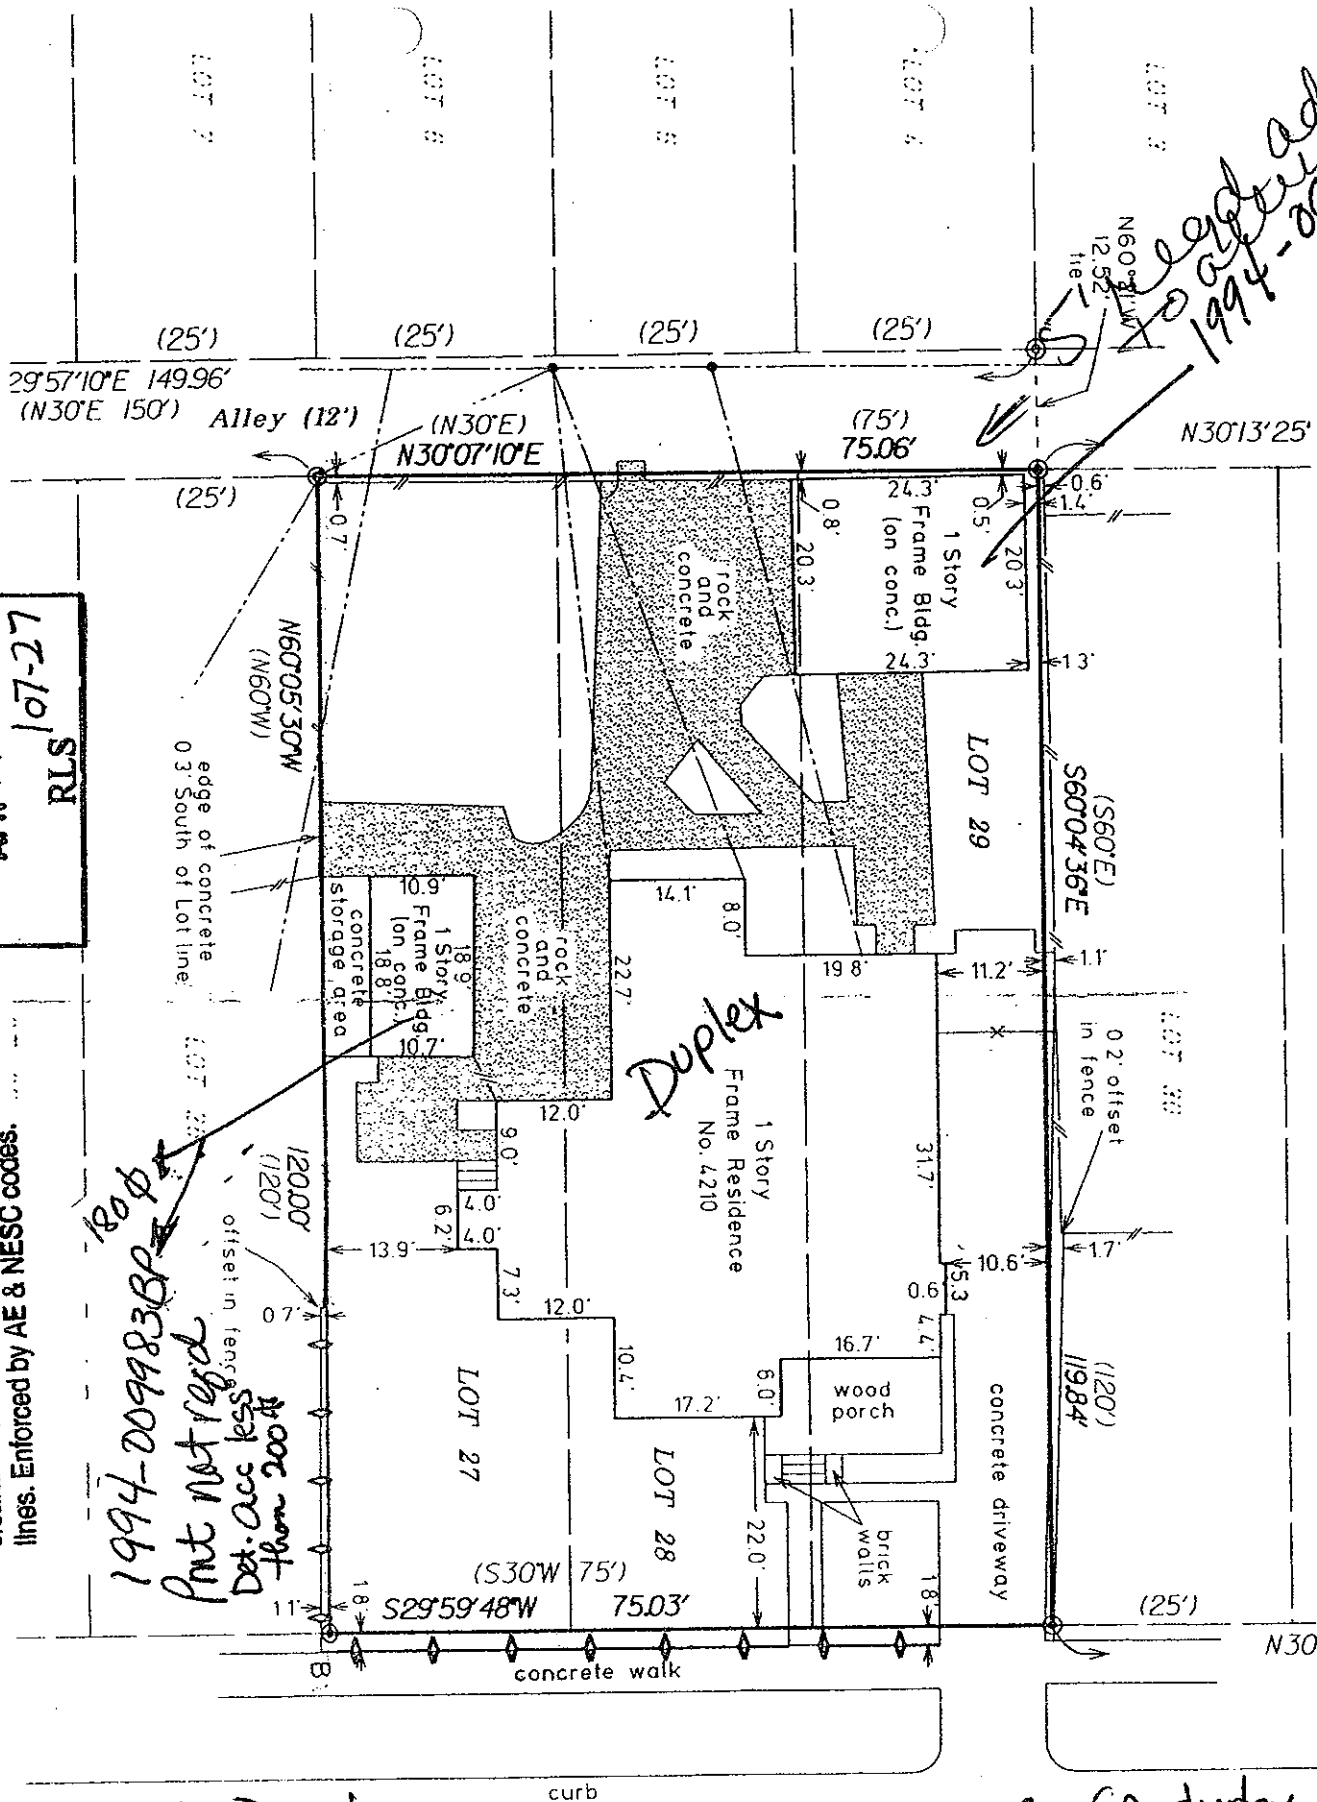 LOT 7
LOT 6
LOT 5
LOT 4
LOT 3
N60°31'W
12.52'
tie
1994-00
(25')
(25')
(25')
(25')
29°57'10"E 149.96'
(N30°E 150')
Alley (12')
(N30°E)
N30°07'10"E
(75')
75.06'
N30°13'25"
(25')
0.7'
0.8'
24.3'
0.5'
0.6'
1.4'
1 Story
Frame Bldg.
(on conc.)
20.3'
20.3'
24.3'
1.3'
rock
and
concrete
107-27
RLS
N60°05'30"W
(N60°W)
edge of concrete
0.3' South of Lot line
LOT 29
(S60°E)
S60°04'36"E
10.9'
1 Story
Frame Bldg.
(on conc.)
18.9'
18.8'
10.7'
concrete
storage area
rock
and
concrete
14.1'
8.0'
22.7'
19.8'
11.2'
1.1'
Duplex
1 Story
Frame Residence
No. 4210
31.7'
0.2' offset
in fence
LOT 30
12.0'
9.0'
4.0'
6.2'
4.0'
13.9'
7.3'
12.0'
10.4'
17.2'
6.0'
16.7'
0.6'
5.3
4.4'
10.6'
1.7'
wood
porch
120.00'
(120')
offset in fence
0.7'
180 ϕ
1994-009983BP
Pmt not req'd
Det. acc less
than 200
lines. Enforced by AE & NESC codes.
LOT 27
LOT 28
22.0'
brick
walls
concrete driveway
(120')
119.84'
1.8'
1.8'
1.1'
(S30°W 75')
S29°59'48"W 75.03'
(25')
N30
B
concrete walk
curb